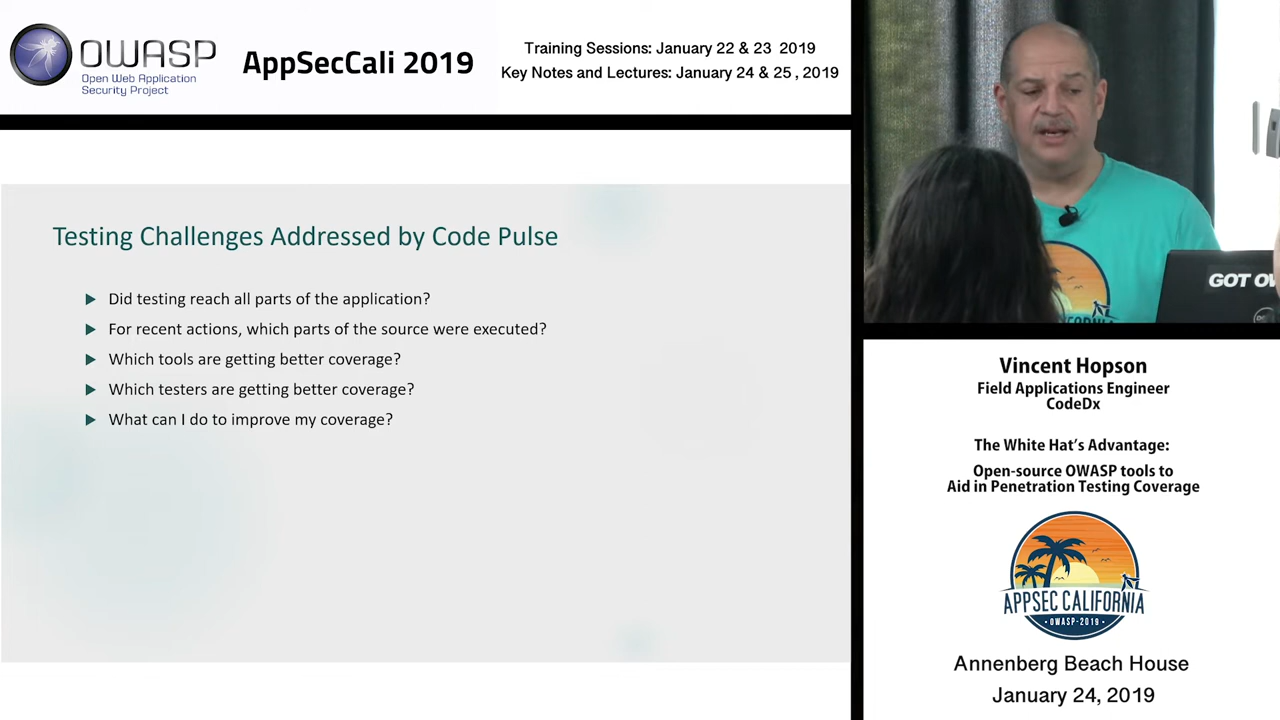 OWASP
Open Web Application
Security Project
AppSecCali 2019
Training Sessions: January 22 & 23 2019
Key Notes and Lectures: January 24 & 25 , 2019
Testing Challenges Addressed by Code Pulse
Did testing reach all parts of the application?
For recent actions, which parts of the source were executed?
Which tools are getting better coverage?
Which testers are getting better coverage?
What can I do to improve my coverage?
GOT OW
Vincent Hopson
Field Applications Engineer
CodeDx
The White Hat's Advantage:
Open-source OWASP tools to
Aid in Penetration Testing Coverage
APPSEC CALIFORNIA
• OWASP-2019 •
Annenberg Beach House
January 24, 2019